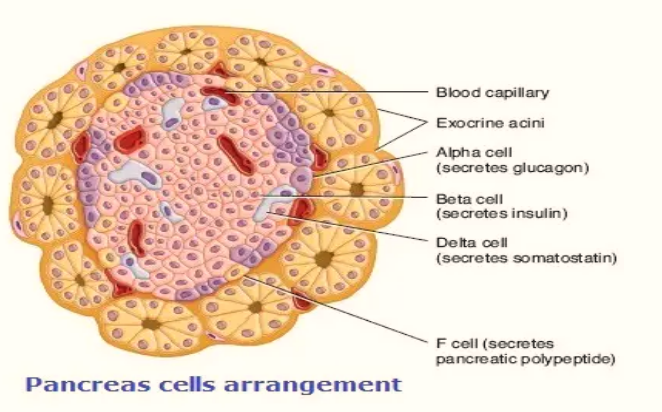 Blood capillary
Exocrine acini
Alpha cell
(secretes glucagon)
Beta cell
(secretes insulin)
Delta cell
(secretes somatostatin)
F cell (secretes
pancreatic polypeptide)
Pancreas cells arrangement